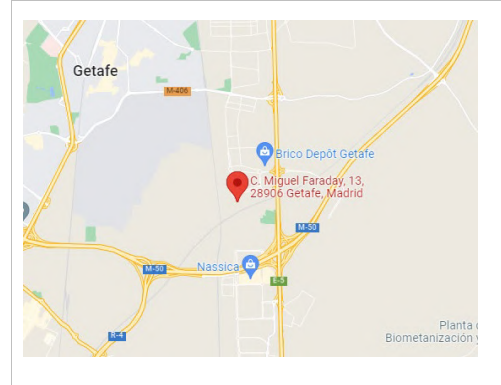 Getafe
M-406
Brico Depôt Getafe
C. Miguel Faraday, 13,
28906 Getafe, Madrid
M-50
Nassica
M-50
E-5
R-4
Planta
Biometanización y